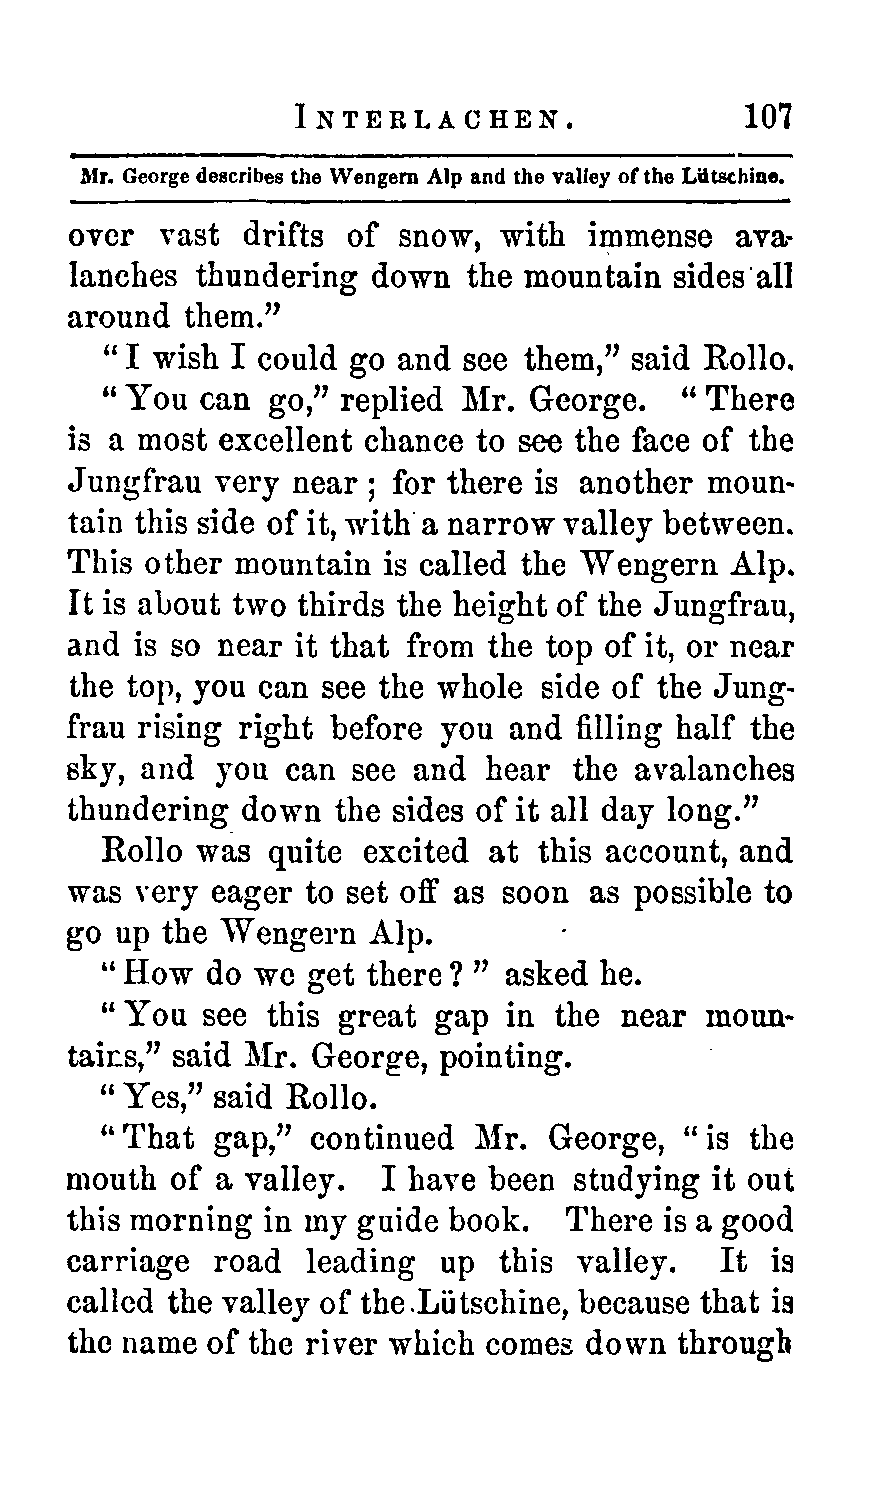 INTERLACHEN. 107
Mr. George describes the Wengern Alp and the valley of the Lütschine.
over vast drifts of snow, with immense ava-
lanches thundering down the mountain sides all
around them.”
“ I wish I could go and see them,” said Rollo.
“ You can go,” replied Mr. George. “ There
is a most excellent chance to see the face of the
Jungfrau very near ; for there is another moun-
tain this side of it, with a narrow valley between.
This other mountain is called the Wengern Alp.
It is about two thirds the height of the Jungfrau,
and is so near it that from the top of it, or near
the top, you can see the whole side of the Jung-
frau rising right before you and filling half the
sky, and you can see and hear the avalanches
thundering down the sides of it all day long.”
Rollo was quite excited at this account, and
was very eager to set off as soon as possible to
go up the Wengern Alp.
“ How do we get there ? ” asked he.
“ You see this great gap in the near moun-
tains,” said Mr. George, pointing.
“ Yes,” said Rollo.
“ That gap,” continued Mr. George, “ is the
mouth of a valley. I have been studying it out
this morning in my guide book. There is a good
carriage road leading up this valley. It is
called the valley of the Lütschine, because that is
the name of the river which comes down through